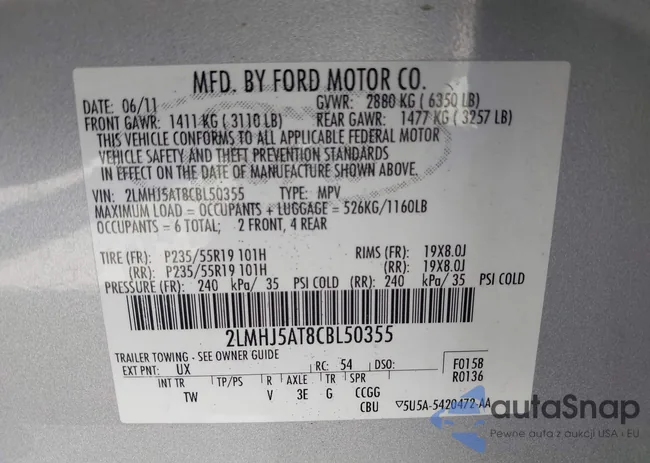 MFD. BY FORD MOTOR CO.
DATE: 06/11 GVWR: 2880 KG ( 6350 LB)
FRONT GAWR: 1411 KG ( 3110 LB) REAR GAWR: 1477 KG ( 3257 LB)
THIS VEHICLE CONFORMS TO ALL APPLICABLE FEDERAL MOTOR
VEHICLE SAFETY AND THEFT PREVENTION STANDARDS
IN EFFECT ON THE DATE OF MANUFACTURE SHOWN ABOVE.
VIN: 2LMHJ5AT8CBL50355 TYPE: MPV
MAXIMUM LOAD = OCCUPANTS + LUGGAGE = 526KG/1160LB
OCCUPANTS = 6 TOTAL; 2 FRONT, 4 REAR
TIRE (FR): P235/55R19 101H RIMS (FR): 19X8.0J
(RR): P235/55R19 101H (RR): 19X8.0J
PRESSURE (FR): 240 kPa/ 35 PSI COLD (RR): 240 kPa/ 35 PSI COLD
2LMHJ5AT8CBL50355
TRAILER TOWING - SEE OWNER GUIDE
EXT PNT: UX RC: 54 DSO: F0158
R0136
INT TR TP/PS R AXLE TR SPR
TW V 3E G CCGG
CBU ▽5U5A-5420472-AA
autaSnap
Pewne auta z aukcji USA i EU